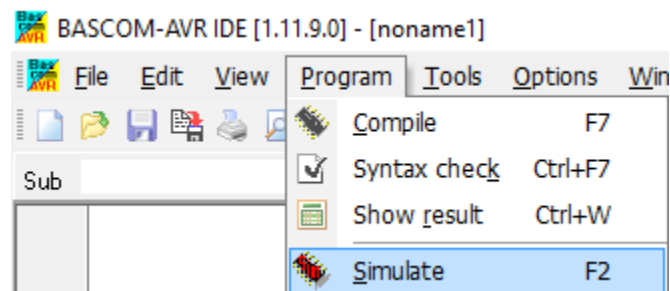 BASCOM-AVR IDE [1.11.9.0] - [noname1]
File Edit View Program Tools Options Win
Compile F7
Sub
Syntax check Ctrl+F7
Show result Ctrl+W
Simulate F2